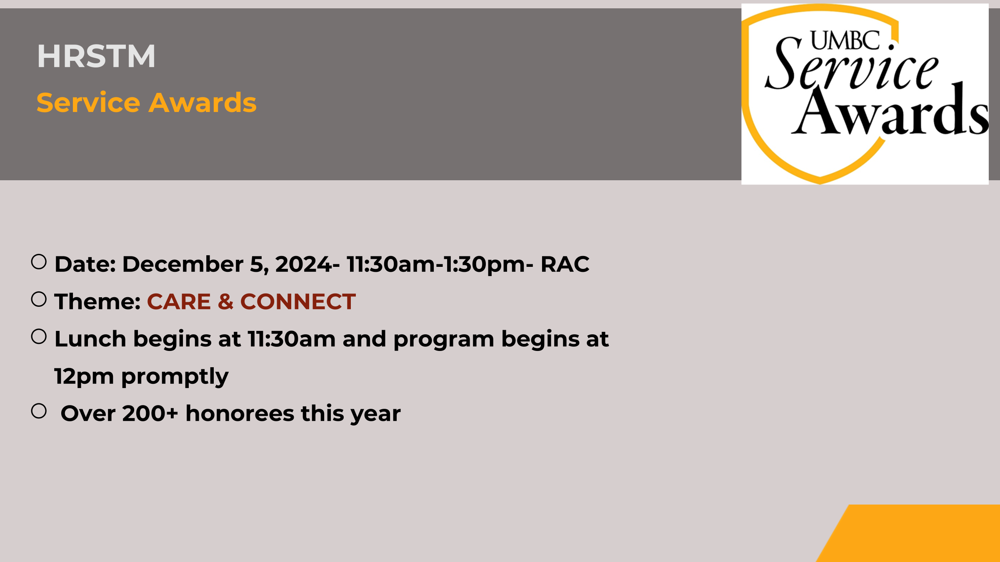 HRSTM
Service Awards
UMBC
Service
Awards
Date: December 5, 2024- 11:30am-1:30pm- RAC
Theme: CARE & CONNECT
Lunch begins at 11:30am and program begins at
12pm promptly
Over 200+ honorees this year